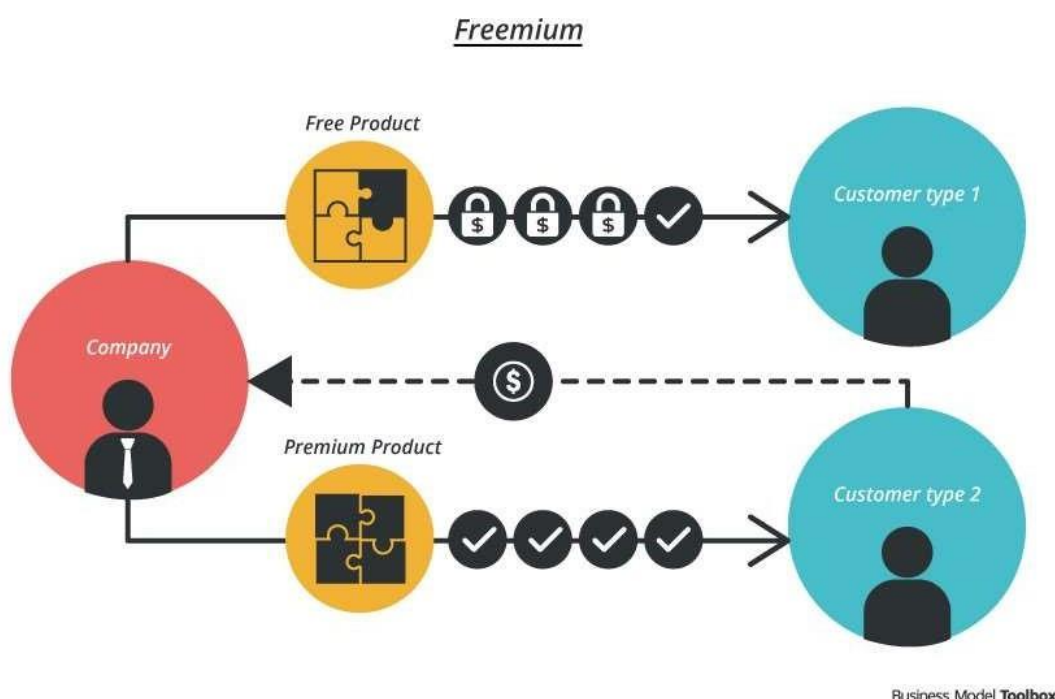 Freemium
Free Product
Customer type 1
Company
$
$
$
$
Premium Product
Customer type 2
Business Model Toolbox